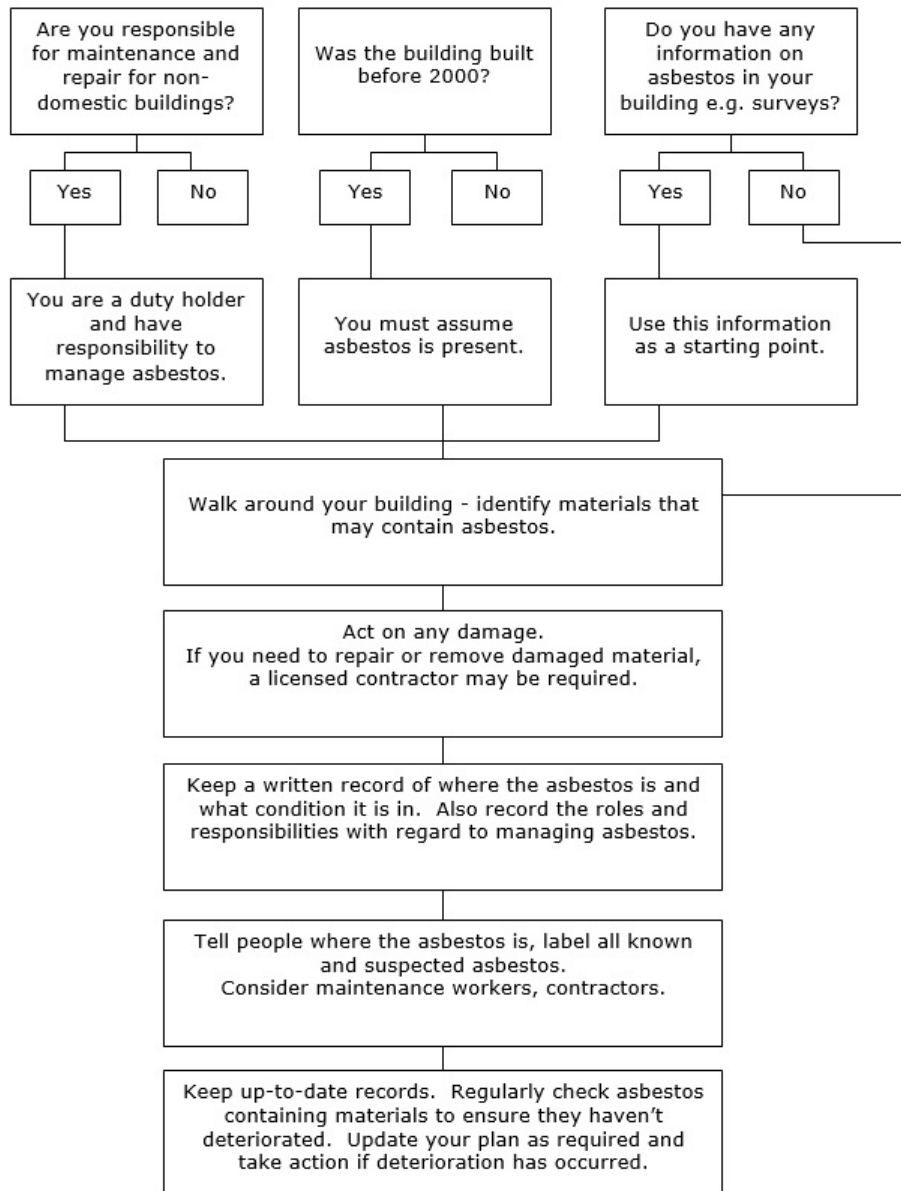 Are you responsible
for maintenance and
repair for non-
domestic buildings?
Was the building built
before 2000?
Do you have any
information on
asbestos in your
building e.g. surveys?
Yes
No
Yes
No
Yes
No
You are a duty holder
and have
responsibility to
manage asbestos.
You must assume
asbestos is present.
Use this information
as a starting point.
Walk around your building - identify materials that
may contain asbestos.
Act on any damage.
If you need to repair or remove damaged material,
a licensed contractor may be required.
Keep a written record of where the asbestos is and
what condition it is in.  Also record the roles and
responsibilities with regard to managing asbestos.
Tell people where the asbestos is, label all known
and suspected asbestos.
Consider maintenance workers, contractors.
Keep up-to-date records.  Regularly check asbestos
containing materials to ensure they haven’t
deteriorated.  Update your plan as required and
take action if deterioration has occurred.